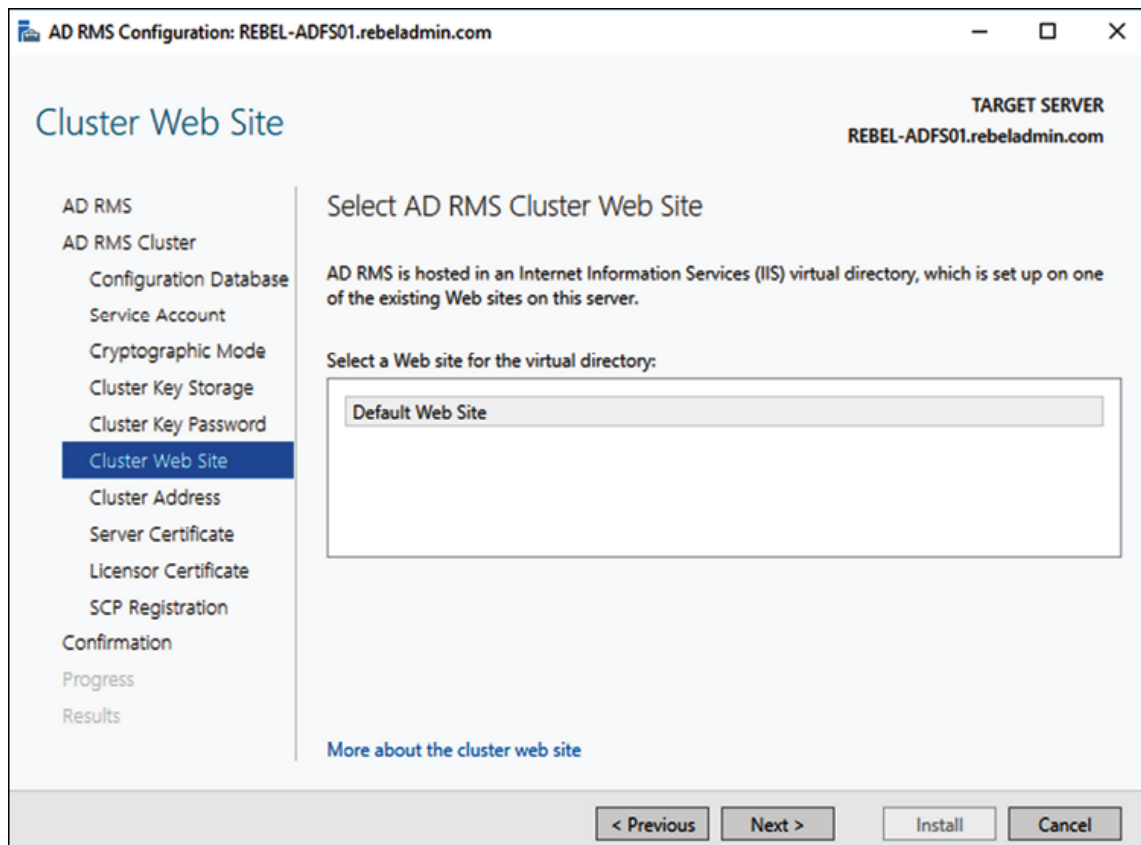 AD RMS Configuration: REBEL-ADFS01.rebeladmin.com
Cluster Web Site
TARGET SERVER
REBEL-ADFS01.rebeladmin.com
AD RMS
AD RMS Cluster
Configuration Database
Service Account
Cryptographic Mode
Cluster Key Storage
Cluster Key Password
Cluster Web Site
Cluster Address
Server Certificate
Licensor Certificate
SCP Registration
Confirmation
Progress
Results
Select AD RMS Cluster Web Site
AD RMS is hosted in an Internet Information Services (IIS) virtual directory, which is set up on one
of the existing Web sites on this server.
Select a Web site for the virtual directory:
Default Web Site
More about the cluster web site
< Previous
Next >
Install
Cancel